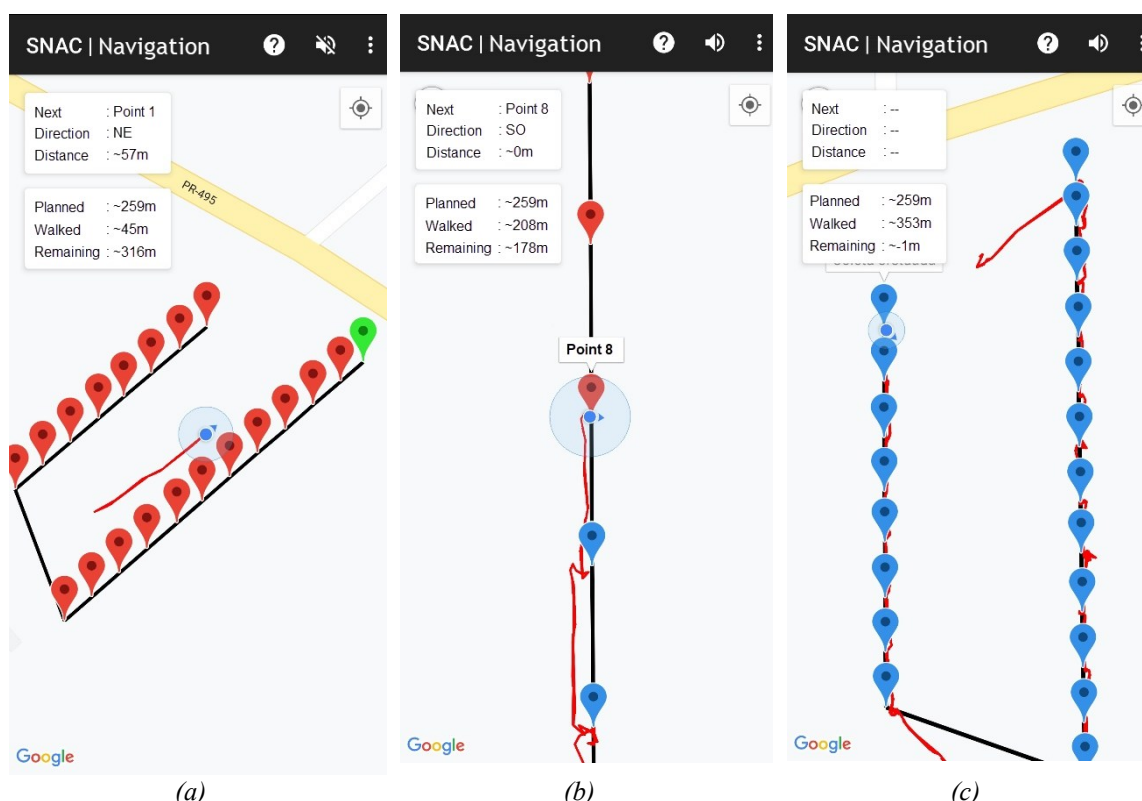 SNAC | Navigation
Next : Point 1
Direction : NE
Distance : ~57m
Planned : ~259m
Walked : ~45m
Remaining : ~316m
PR-495
Google
(a)
SNAC | Navigation
Next : Point 8
Direction : SO
Distance : ~0m
Planned : ~259m
Walked : ~208m
Remaining : ~178m
Point 8
Google
(b)
SNAC | Navigation
Next : --
Direction : --
Distance : --
Planned : ~259m
Walked : ~353m
Remaining : ~-1m
Google
(c)